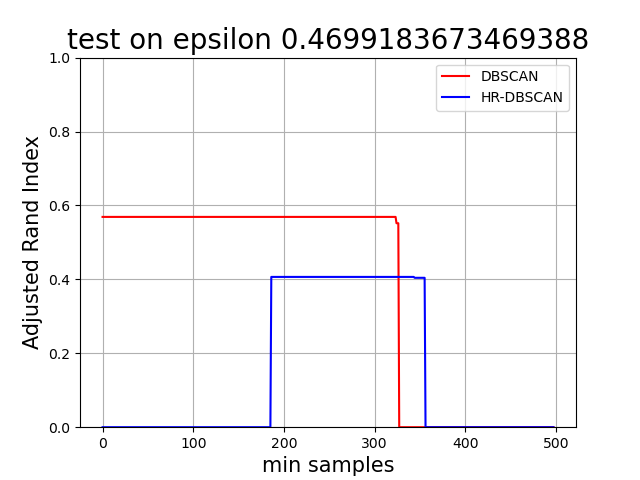 test on epsilon 0.4699183673469388
DBSCAN
HR-DBSCAN
Adjusted Rand Index
1.0
0.8
0.6
0.4
0.2
0.0
0 100 200 300 400 500
min samples